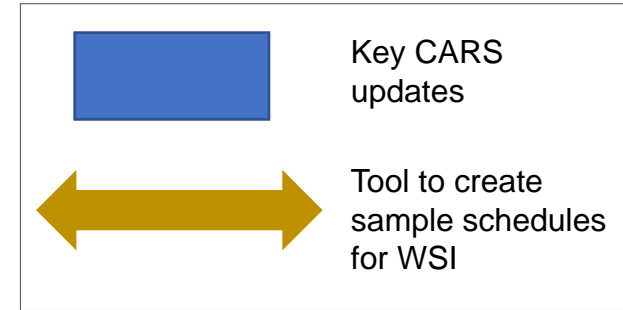 Key CARS
updates
Tool to create
sample schedules
for WSI